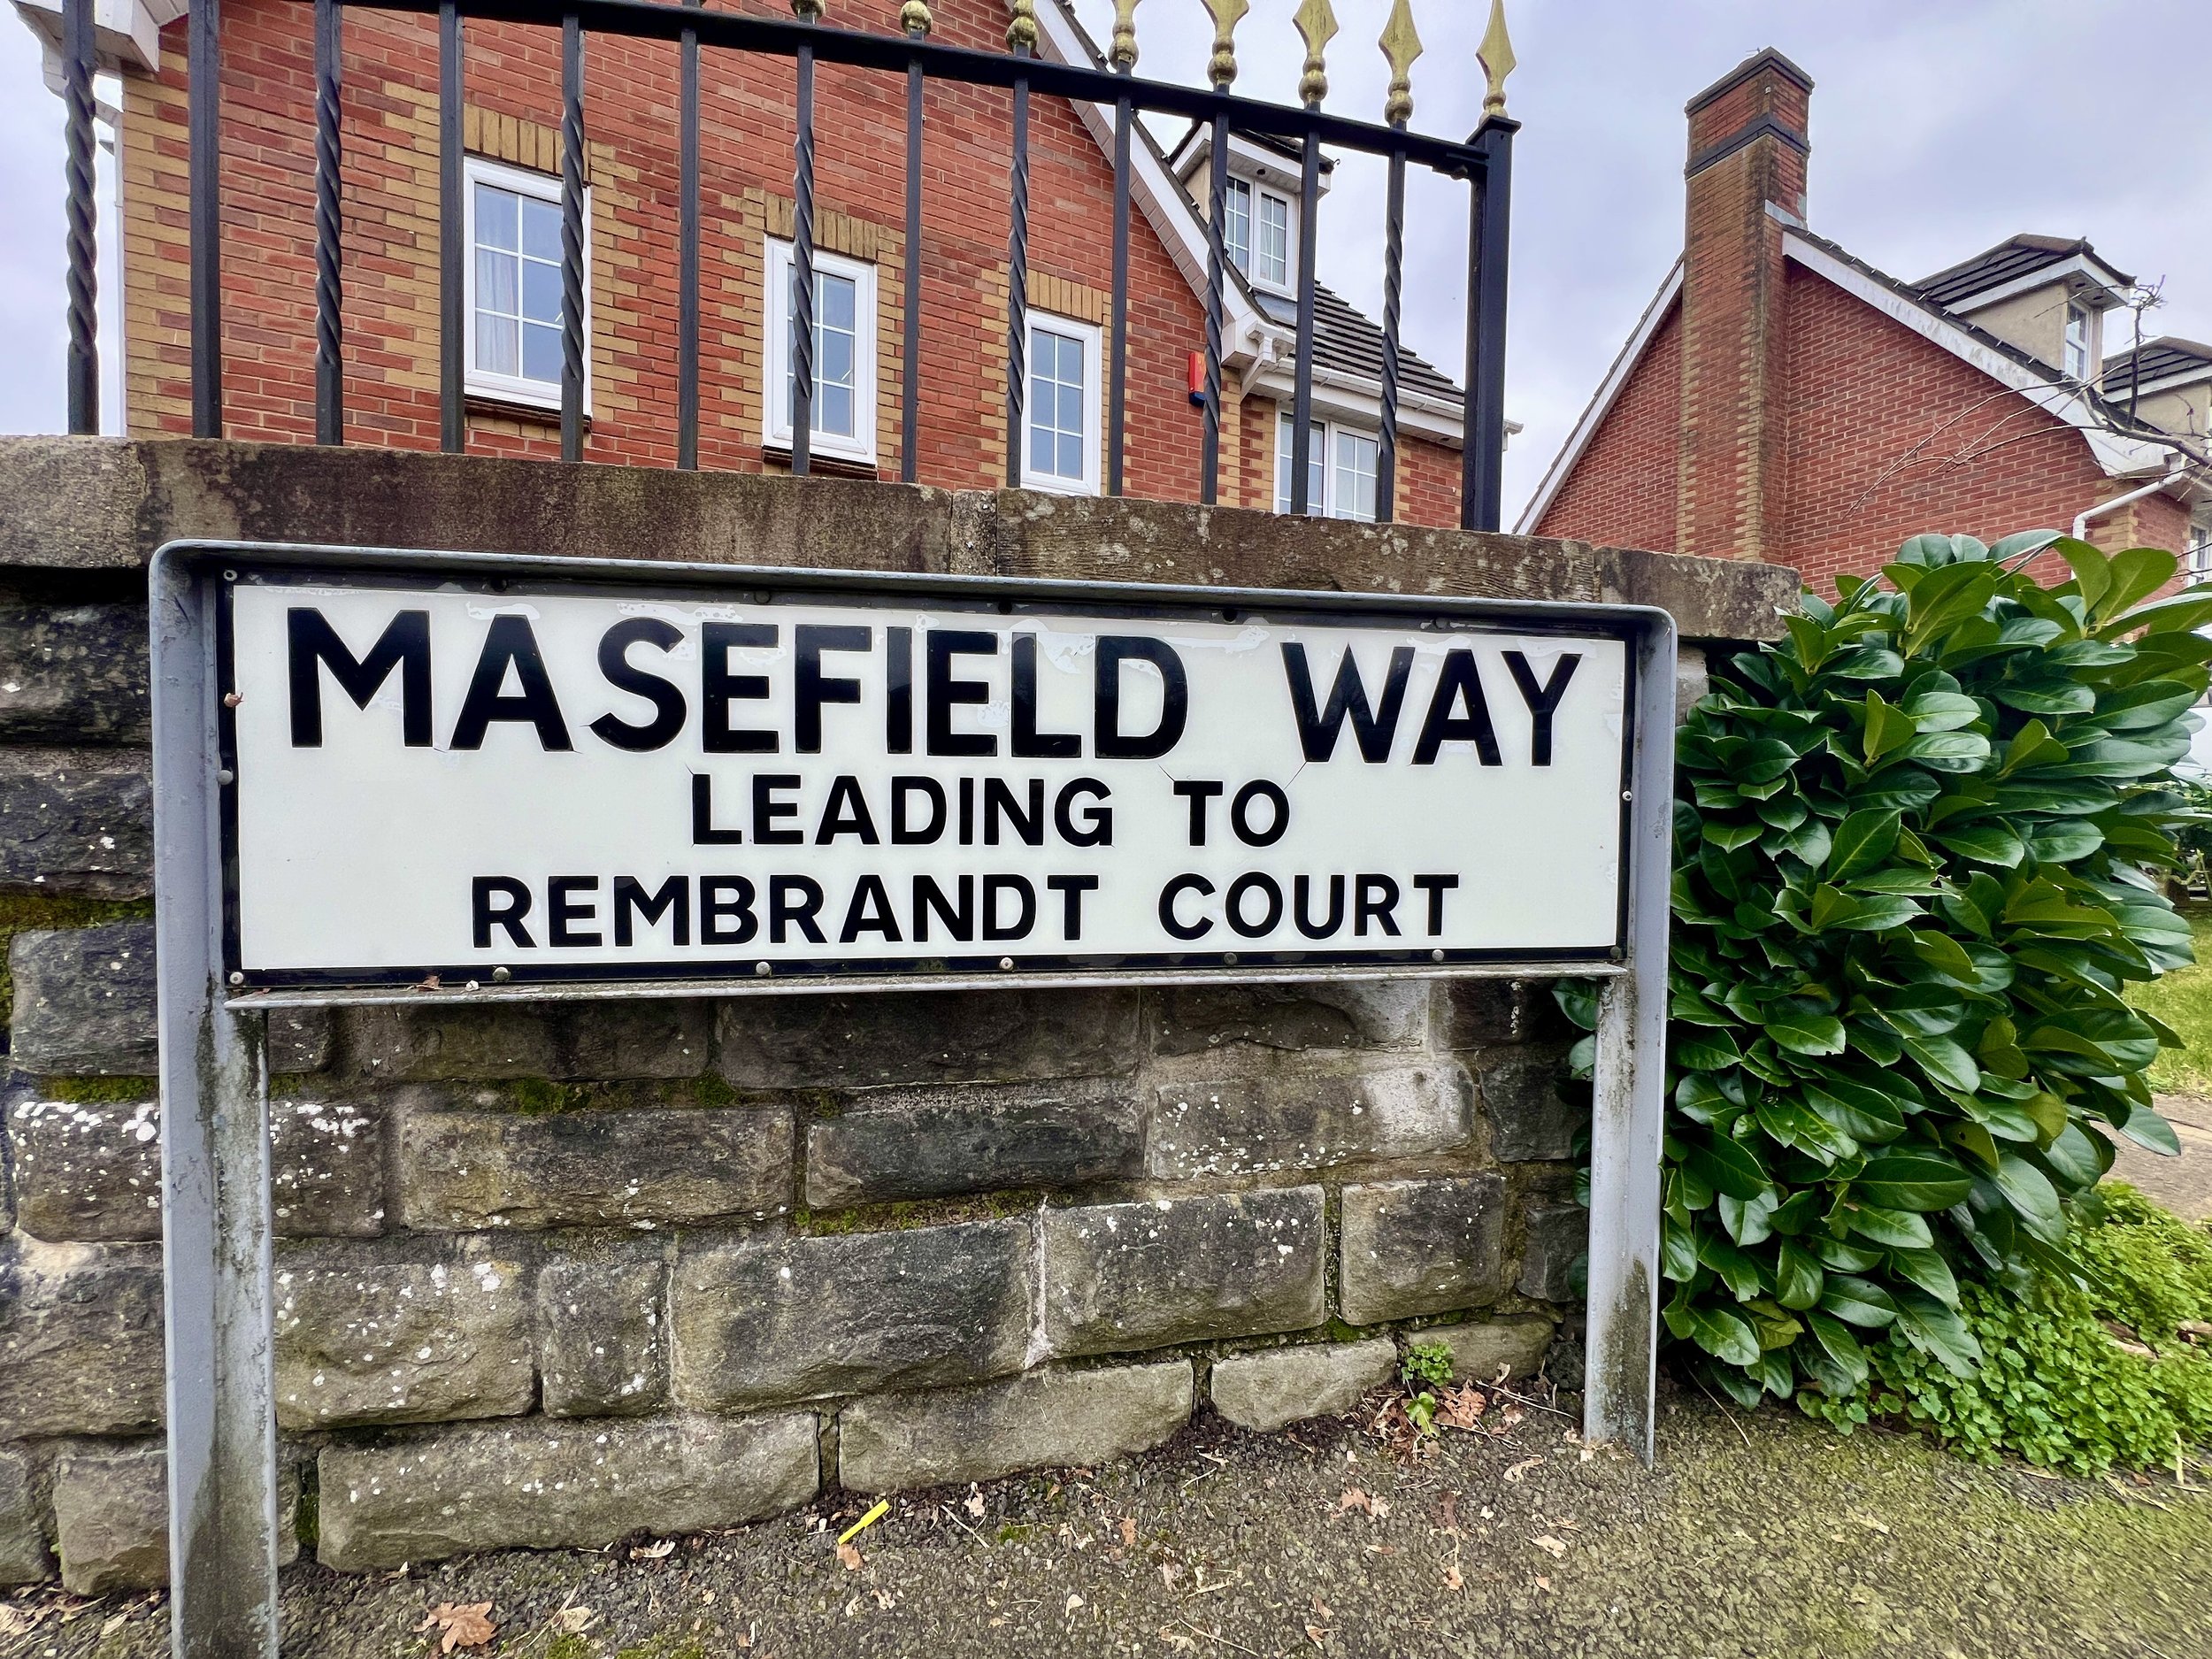 MASEFIELD WAY
LEADING TO
REMBRANDT COURT